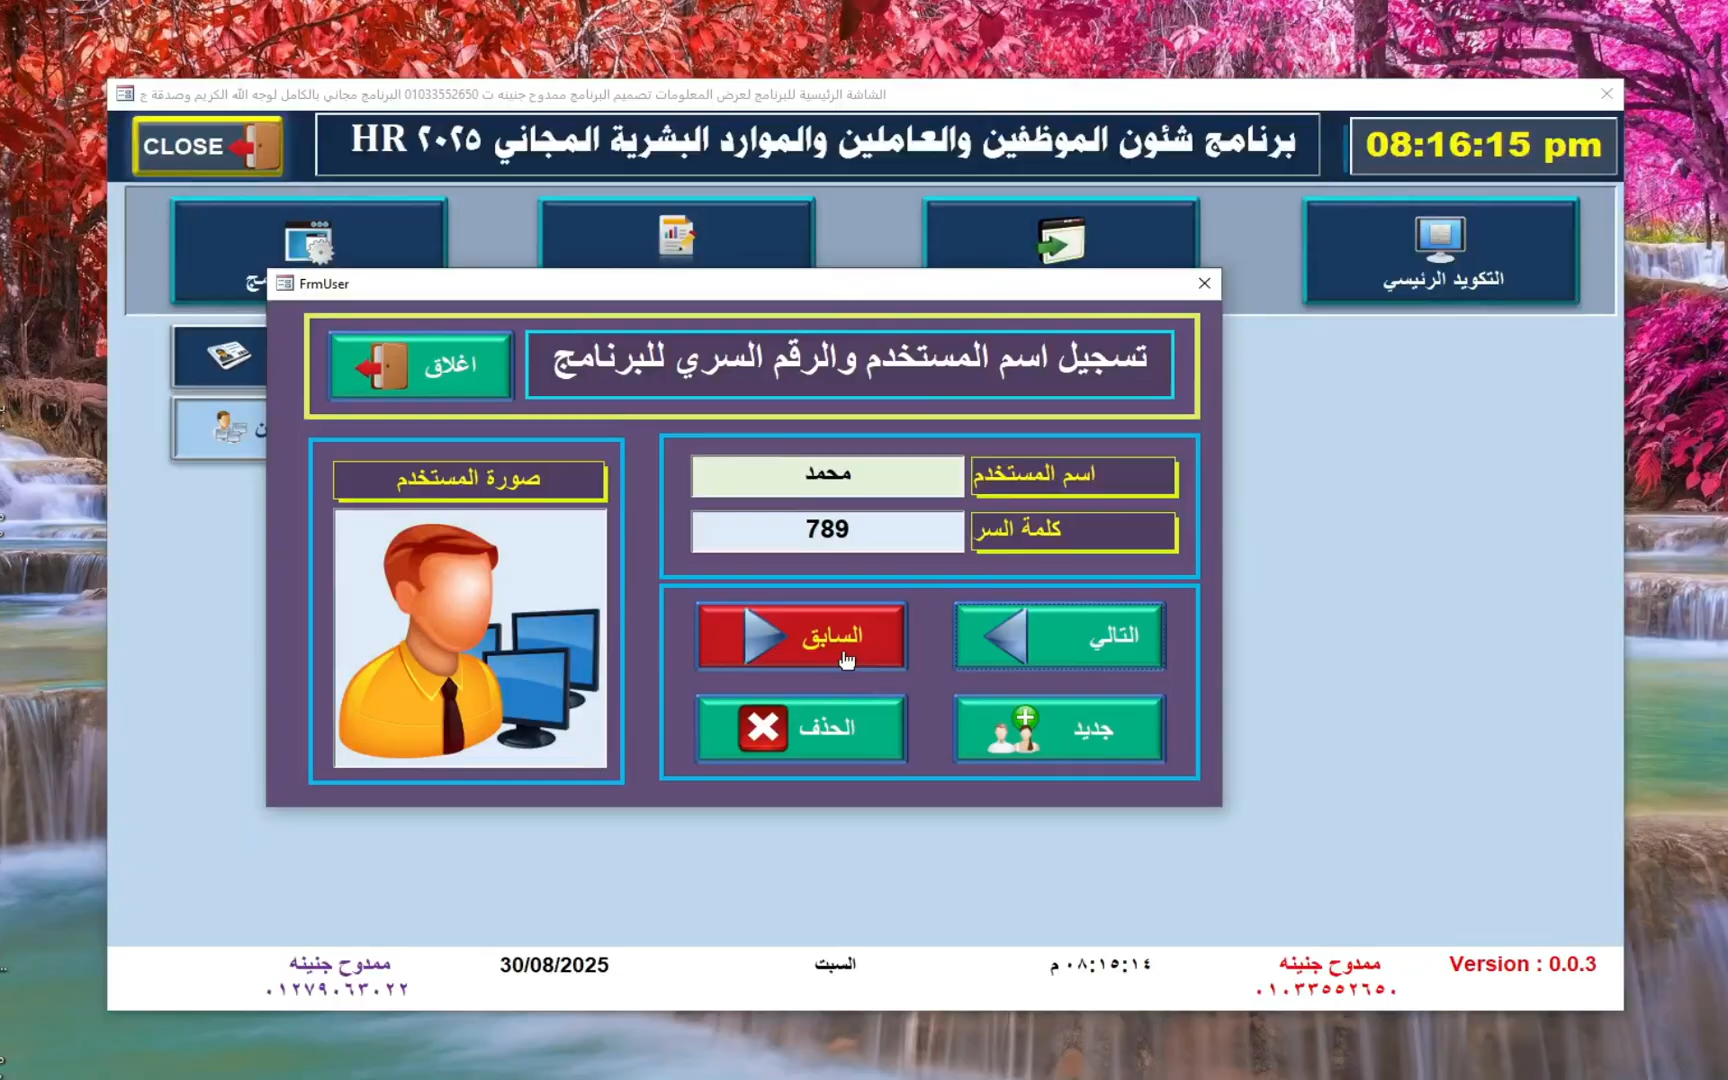 الشاشة الرئيسية للبرنامج لعرض المعلومات تصميم البرنامج ممدوح جنينه ت 01033552650 البرنامج مجاني بالكامل لوجه الله الكريم وصدقة ج
CLOSE
برنامج شئون الموظفين والعاملين والموارد البشرية المجاني HR ٢٠٢٥
08:16:15 pm
التكويد الرئيسي
FrmUser
تسجيل اسم المستخدم والرقم السري للبرنامج
اغلاق
اسم المستخدم
محمد
كلمة السر
789
صورة المستخدم
التالي
السابق
جديد
الحذف
Version : 0.0.3
ممدوح جنينه
٠١٠٣٣٥٥٢٦٥٠
٠٨:١٥:١٤ م
السبت
30/08/2025
ممدوح جنينه
٠١٢٧٩٠٦٣٠٢٢